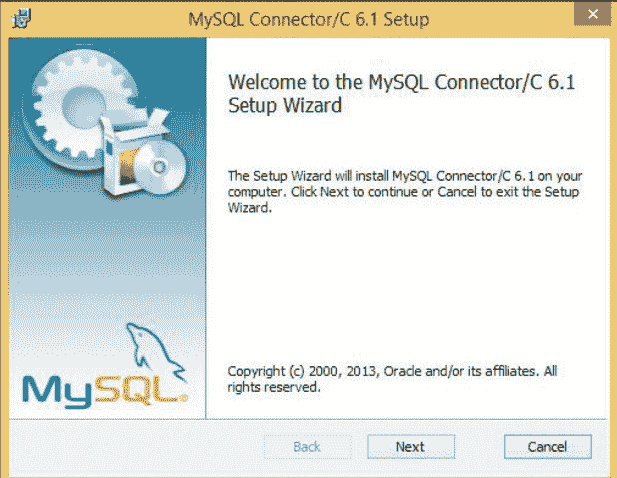 MySQL Connector/C 6.1 Setup
Welcome to the MySQL Connector/C 6.1
Setup Wizard
The Setup Wizard will install MySQL Connector/C 6.1 on your
computer. Click Next to continue or Cancel to exit the Setup
Wizard.
MySQL®
Copyright (c) 2000, 2013, Oracle and/or its affiliates. All
rights reserved.
Back Next Cancel